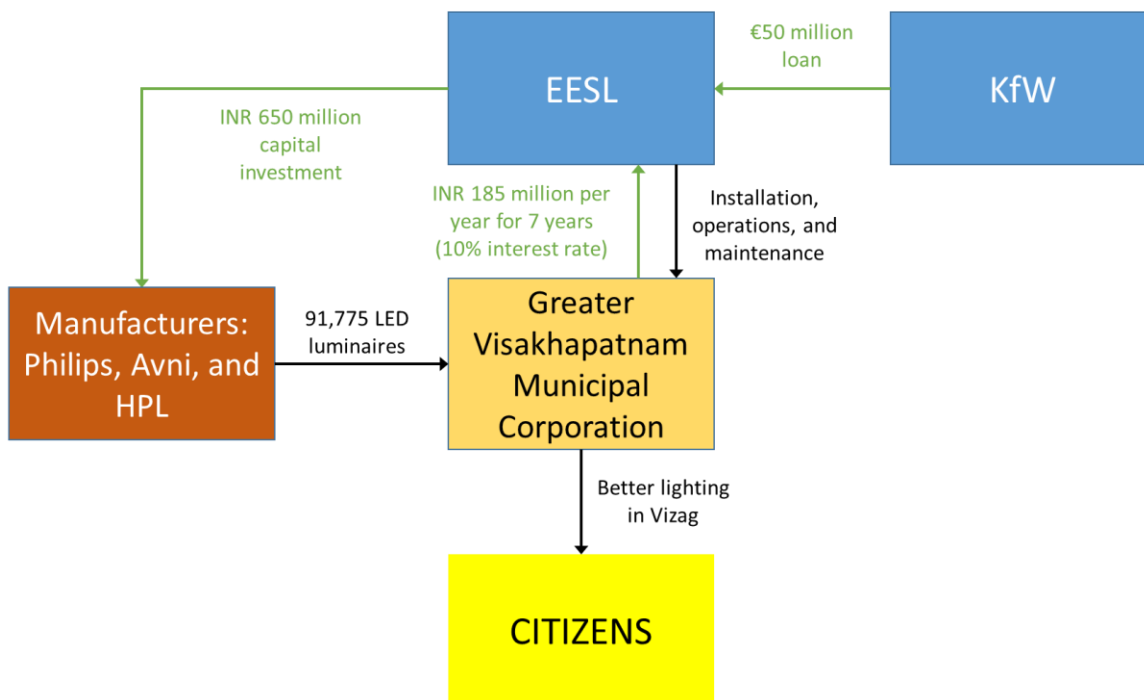 €50 million
loan
EESL
KfW
INR 650 million
capital
investment
INR 185 million per
year for 7 years
(10% interest rate)
Installation,
operations, and
maintenance
Manufacturers:
Philips, Avni, and
HPL
91,775 LED
luminaires
Greater
Visakhapatnam
Municipal
Corporation
Better lighting
in Vizag
CITIZENS